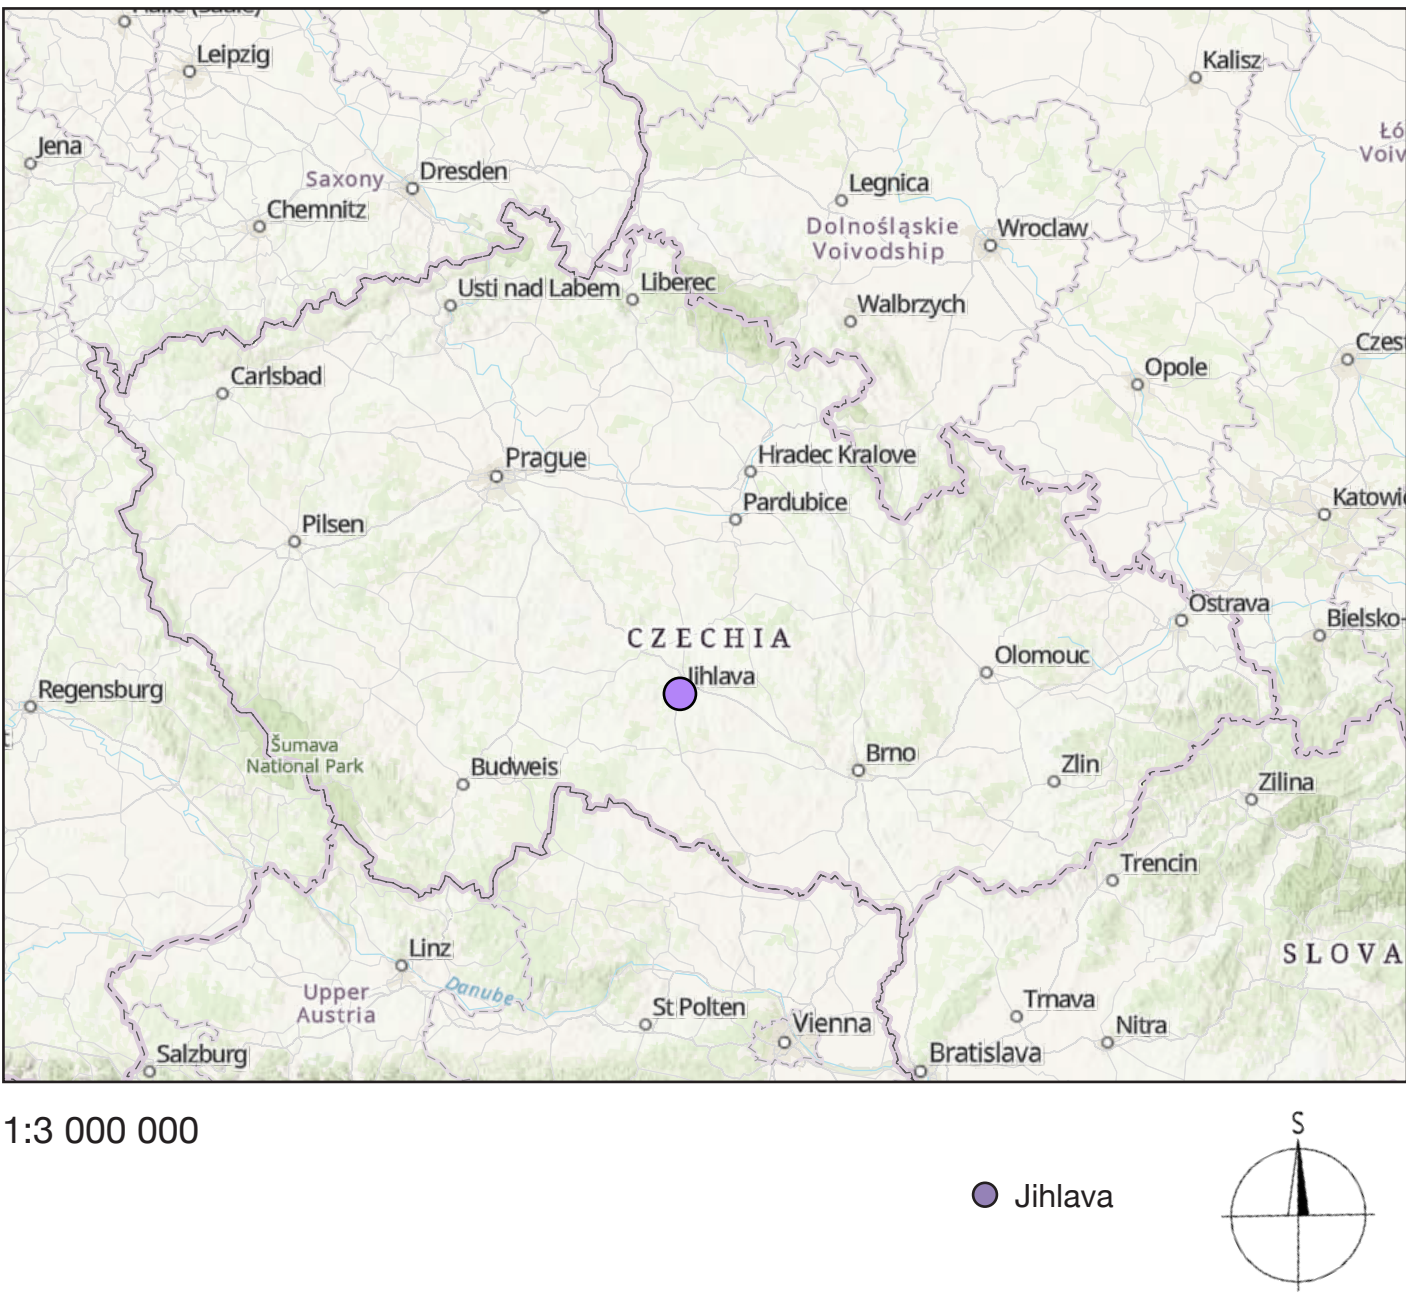 Leipzig
Kalisz
Jena
Saxony
Dresden
Chemnitz
Legnica
Dolnośląskie
Voivodship
Wroclaw
Usti nad Labem
Liberec
Walbrzych
Carlsbad
Opole
Prague
Hradec Kralove
Pardubice
Pilsen
Ostrava
Bielsko-
CZECHIA
Olomouc
Jihlava
Regensburg
Šumava
National Park
Budweis
Brno
Zlin
Zilina
Trencin
Linz
SLOVA
Danube
Upper
Austria
St Polten
Vienna
Trnava
Nitra
Salzburg
Bratislava
1:3 000 000
S
Jihlava